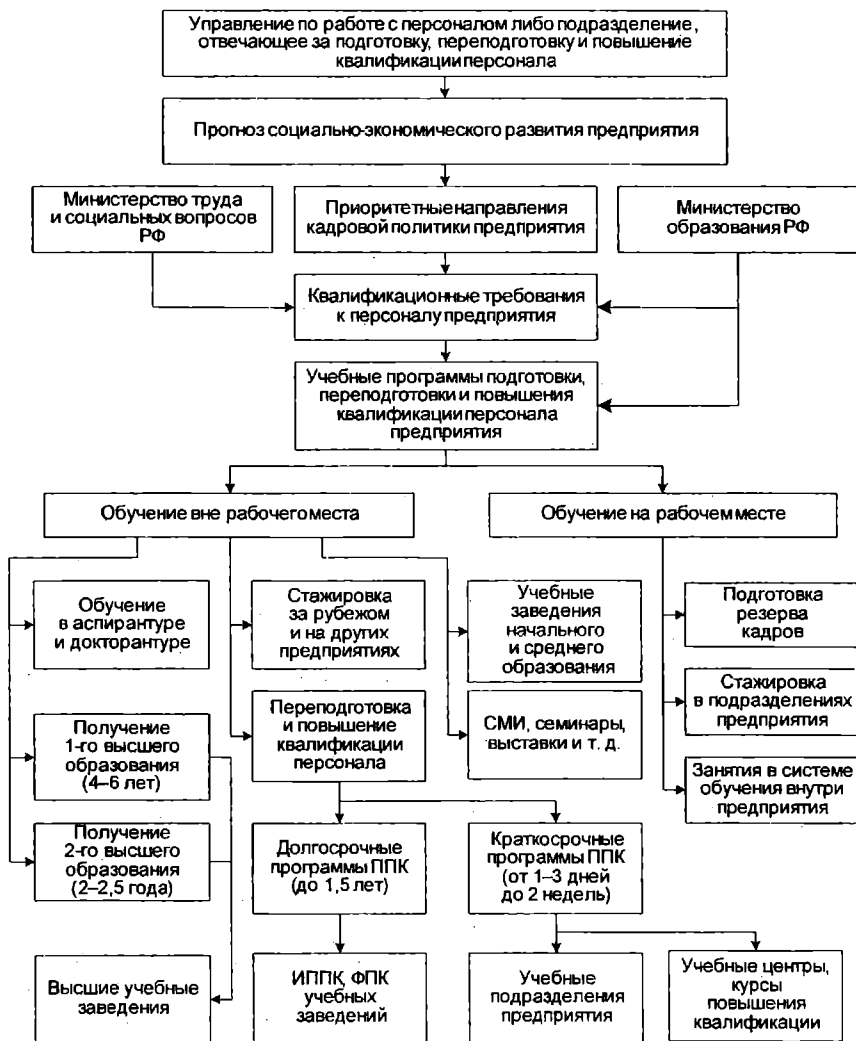 Управление по работе с персоналом либо подразделение,
отвечающее за подготовку, переподготовку и повышение
квалификации персонала
Прогноз социально-экономического развития предприятия
Министерство труда
и социальных вопросов
РФ
Приоритетные направления
кадровой политики предприятия
Министерство
образования РФ
Квалификационные требования
к персоналу предприятия
Учебные программы подготовки,
переподготовки и повышения
квалификации персонала
предприятия
Обучение вне рабочего места
Обучение на рабочем месте
Обучение
в аспирантуре
и докторантуре
Стажировка
за рубежом
и на других
предприятиях
Учебные
заведения
начального
и среднего
образования
Подготовка
резерва
кадров
Получение
1-го высшего
образования
(4–6 лет)
Переподготовка
и повышение
квалификации
персонала
СМИ, семинары,
выставки и т. д.
Стажировка
в подразделениях
предприятия
Занятия в системе
обучения внутри
предприятия
Получение
2-го высшего
образования
(2–2,5 года)
Долгосрочные
программы ППК
(до 1,5 лет)
Краткосрочные
программы ППК
(от 1–3 дней
до 2 недель)
Высшие учебные
заведения
ИППК, ФПК
учебных
заведений
Учебные
подразделения
предприятия
Учебные центры,
курсы
повышения
квалификации